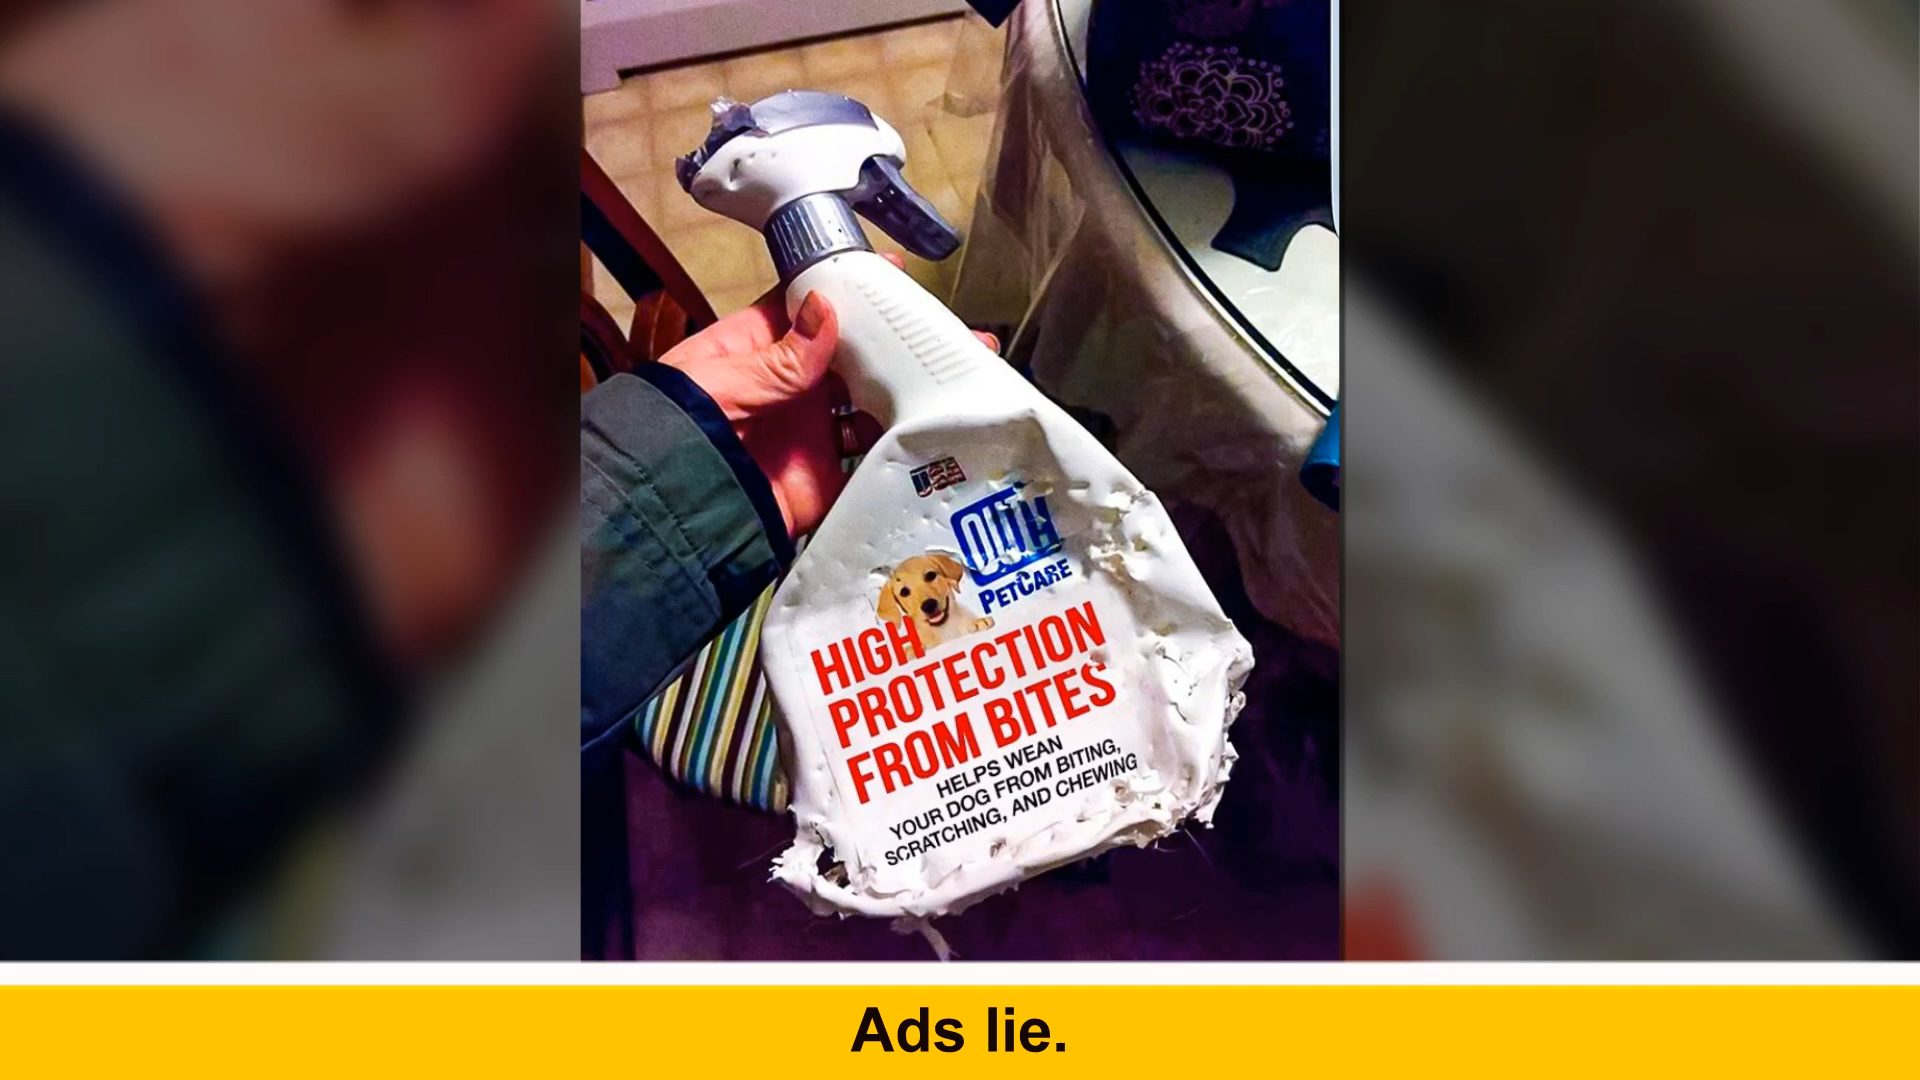 USA
OUT!
PETCARE
HIGH
PROTECTION
FROM BITES
HELPS WEAN
YOUR DOG FROM BITING,
SCRATCHING, AND CHEWING
Ads lie.